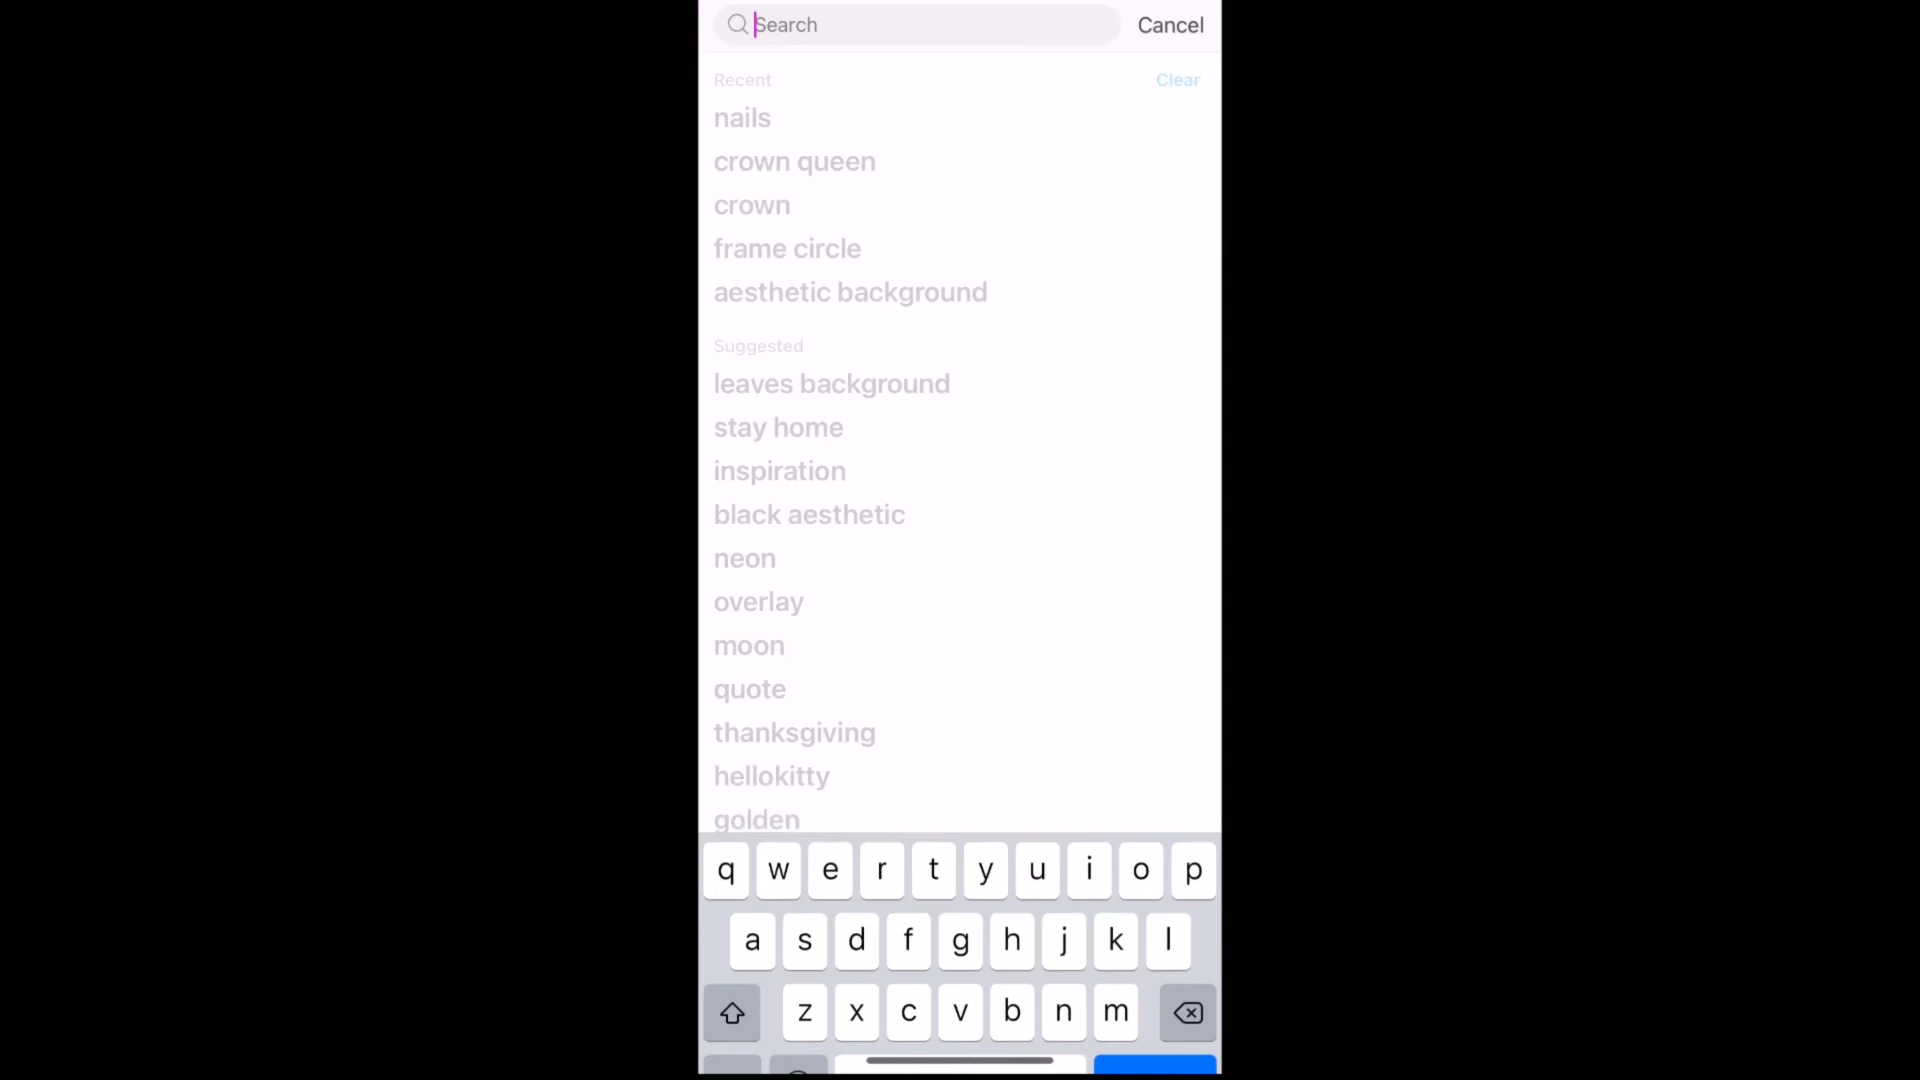 Search
Cancel
Recent
Clear
nails
crown queen
crown
frame circle
aesthetic background
Suggested
leaves background
stay home
inspiration
black aesthetic
neon
overlay
moon
quote
thanksgiving
hellokitty
golden
q w e r t y u i o p
a s d f g h j k l
z x c v b n m